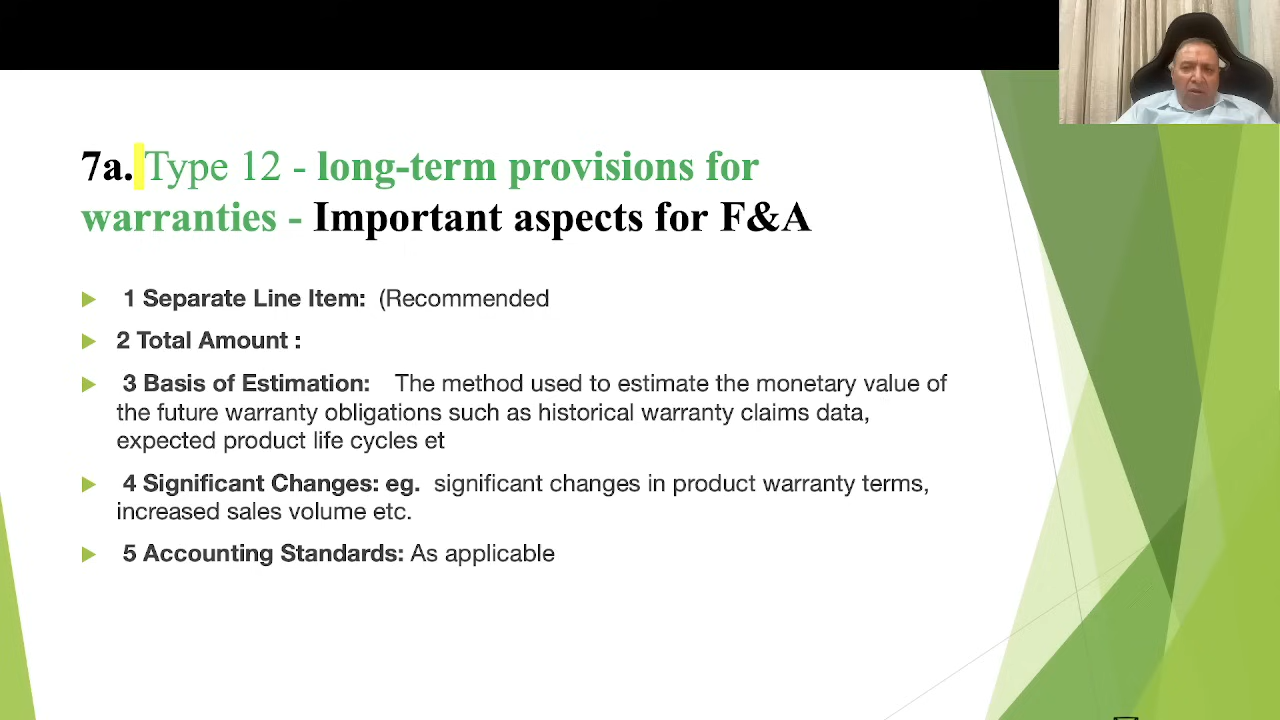 7a. Type 12 - long-term provisions for
warranties - Important aspects for F&A
1 Separate Line Item: (Recommended
2 Total Amount :
3 Basis of Estimation: The method used to estimate the monetary value of
the future warranty obligations such as historical warranty claims data,
expected product life cycles et
4 Significant Changes: eg. significant changes in product warranty terms,
increased sales volume etc.
5 Accounting Standards: As applicable